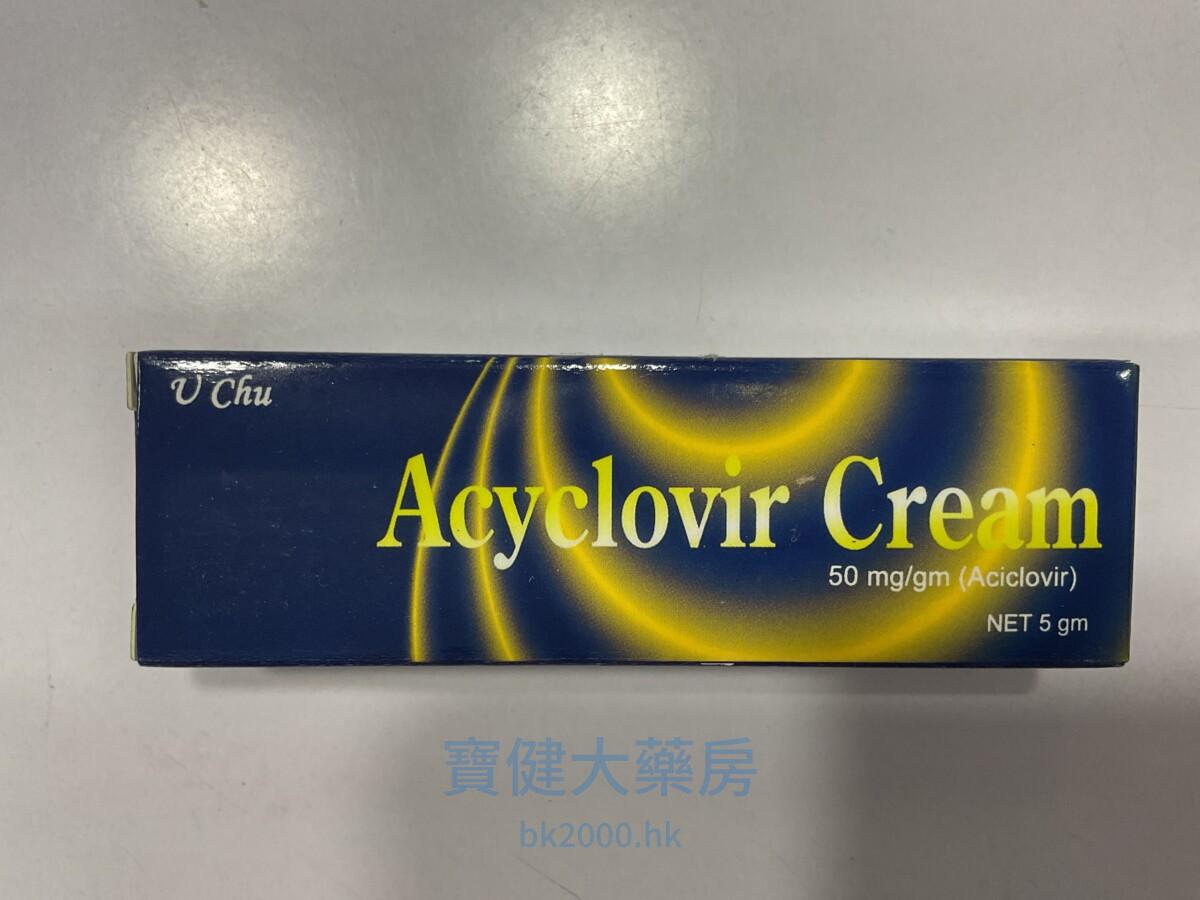 U Chu
Acyclovir Cream
50 mg/gm (Aciclovir)
NET 5 gm
寶健大藥房
bk2000.hk